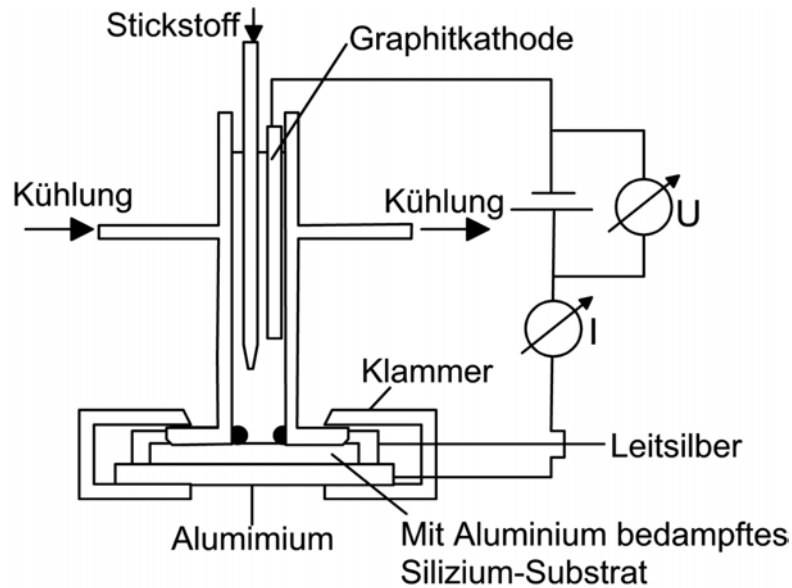 Stickstoff
Graphitkathode
Kühlung
Kühlung
U
I
Klammer
Leitsilber
Alumimium
Mit Aluminium bedampftes
Silizium-Substrat